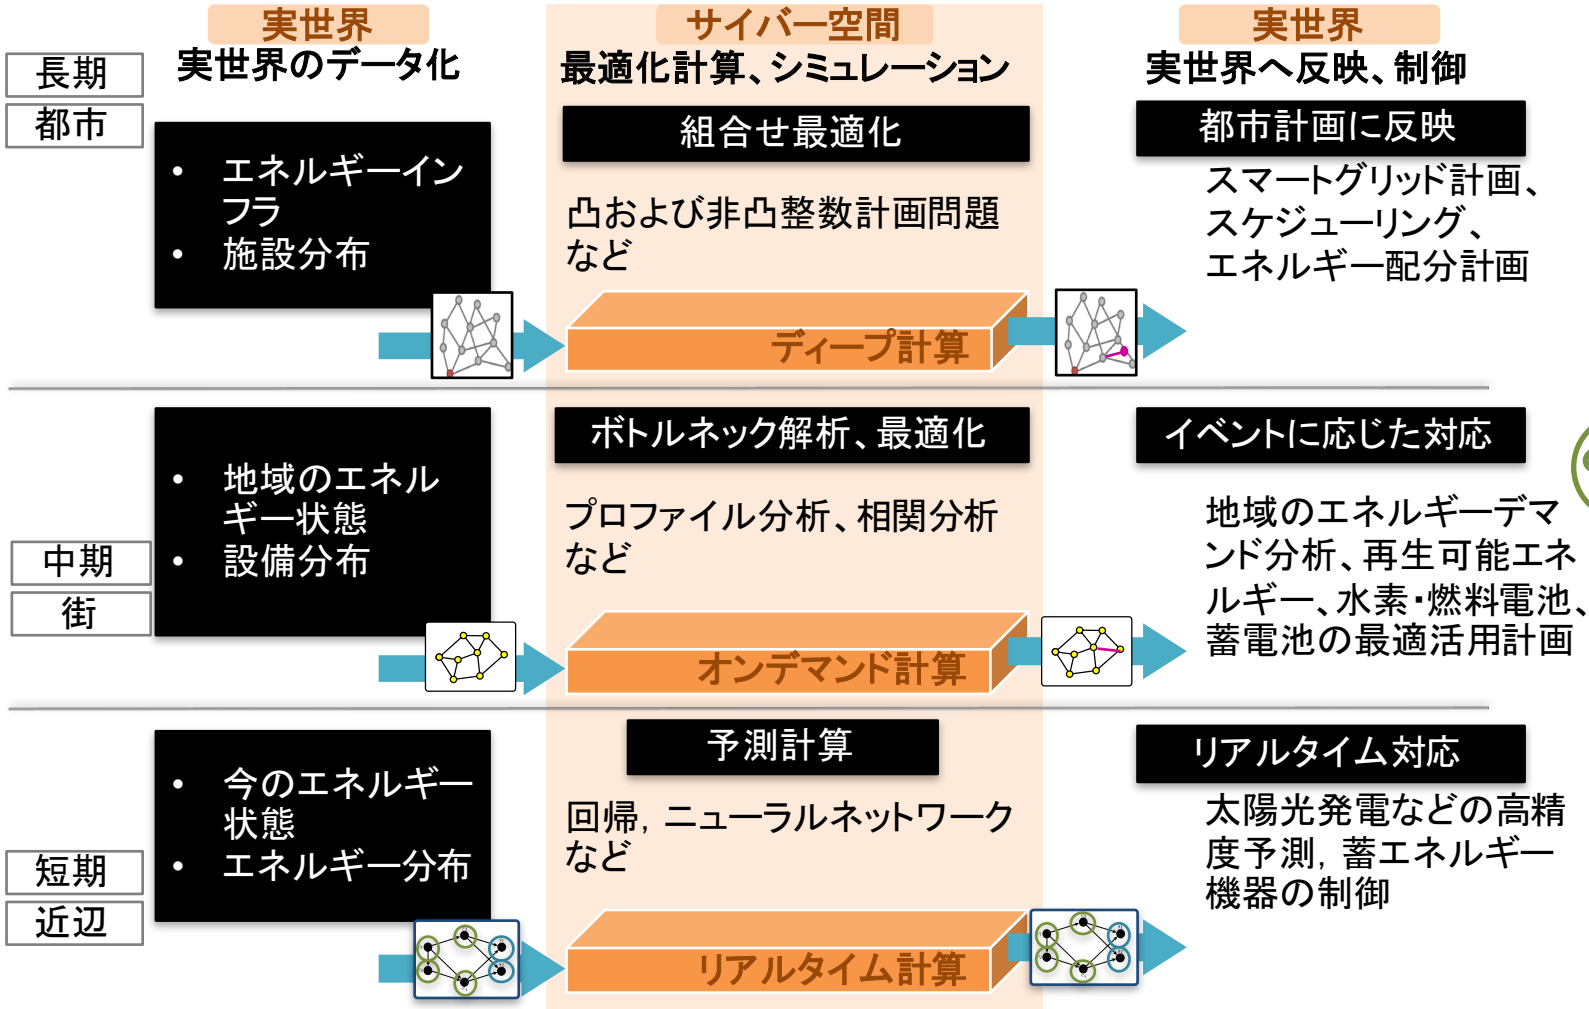 実世界
実世界のデータ化
サイバー空間
最適化計算、シミュレーション
実世界
実世界へ反映、制御
長期
都市
• エネルギーイン
フラ
• 施設分布
組合せ最適化
凸および非凸整数計画問題
など
ディープ計算
都市計画に反映
スマートグリッド計画、
スケジューリング、
エネルギー配分計画
中期
街
• 地域のエネル
ギー状態
• 設備分布
ボトルネック解析、最適化
プロファイル分析、相関分析
など
オンデマンド計算
イベントに応じた対応
地域のエネルギーデマ
ンド分析、再生可能エネ
ルギー、水素・燃料電池、
蓄電池の最適活用計画
短期
近辺
• 今のエネルギー
状態
• エネルギー分布
予測計算
回帰, ニューラルネットワーク
など
リアルタイム計算
リアルタイム対応
太陽光発電などの高精
度予測, 蓄エネルギー
機器の制御